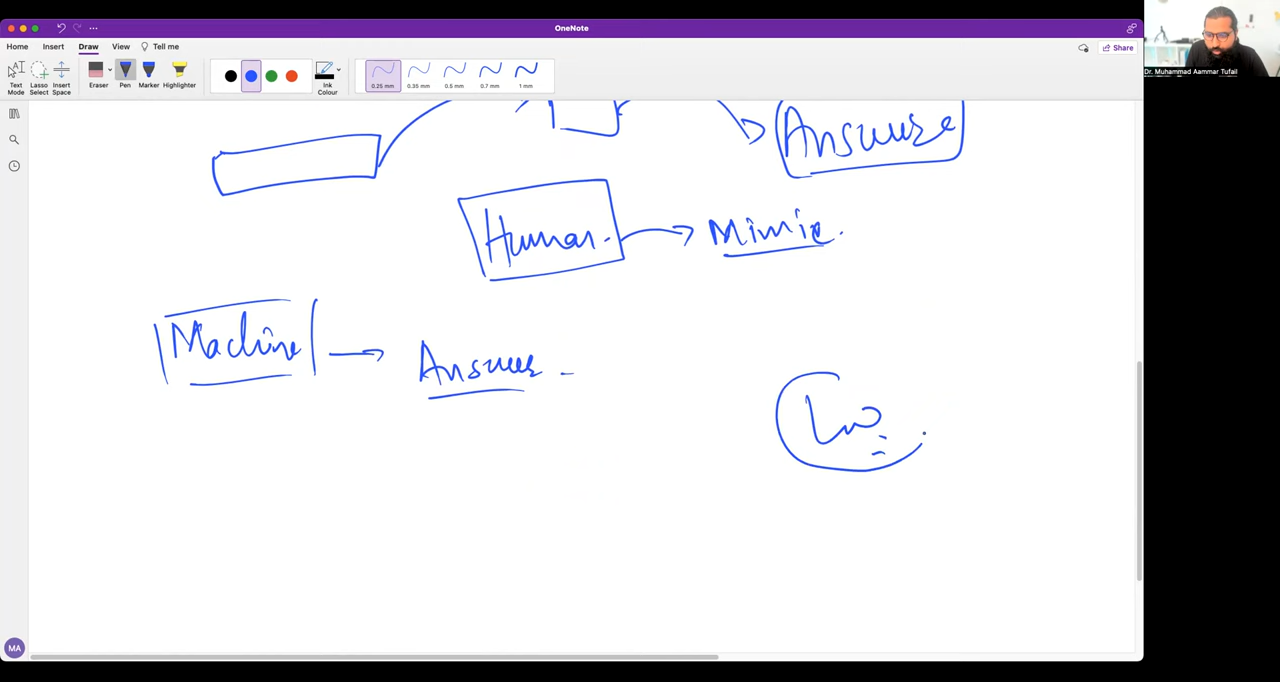 OneNote
Home Insert Draw View Tell me
Share
Text Mode
Lasso Select
Insert Space
Eraser
Pen
Marker
Highlighter
Ink Colour
0.25 mm
0.35 mm
0.5 mm
0.7 mm
1 mm
Dr. Muhammad Aammar Tufail
Answere
Human. Mimic.
Machine Answer
MA